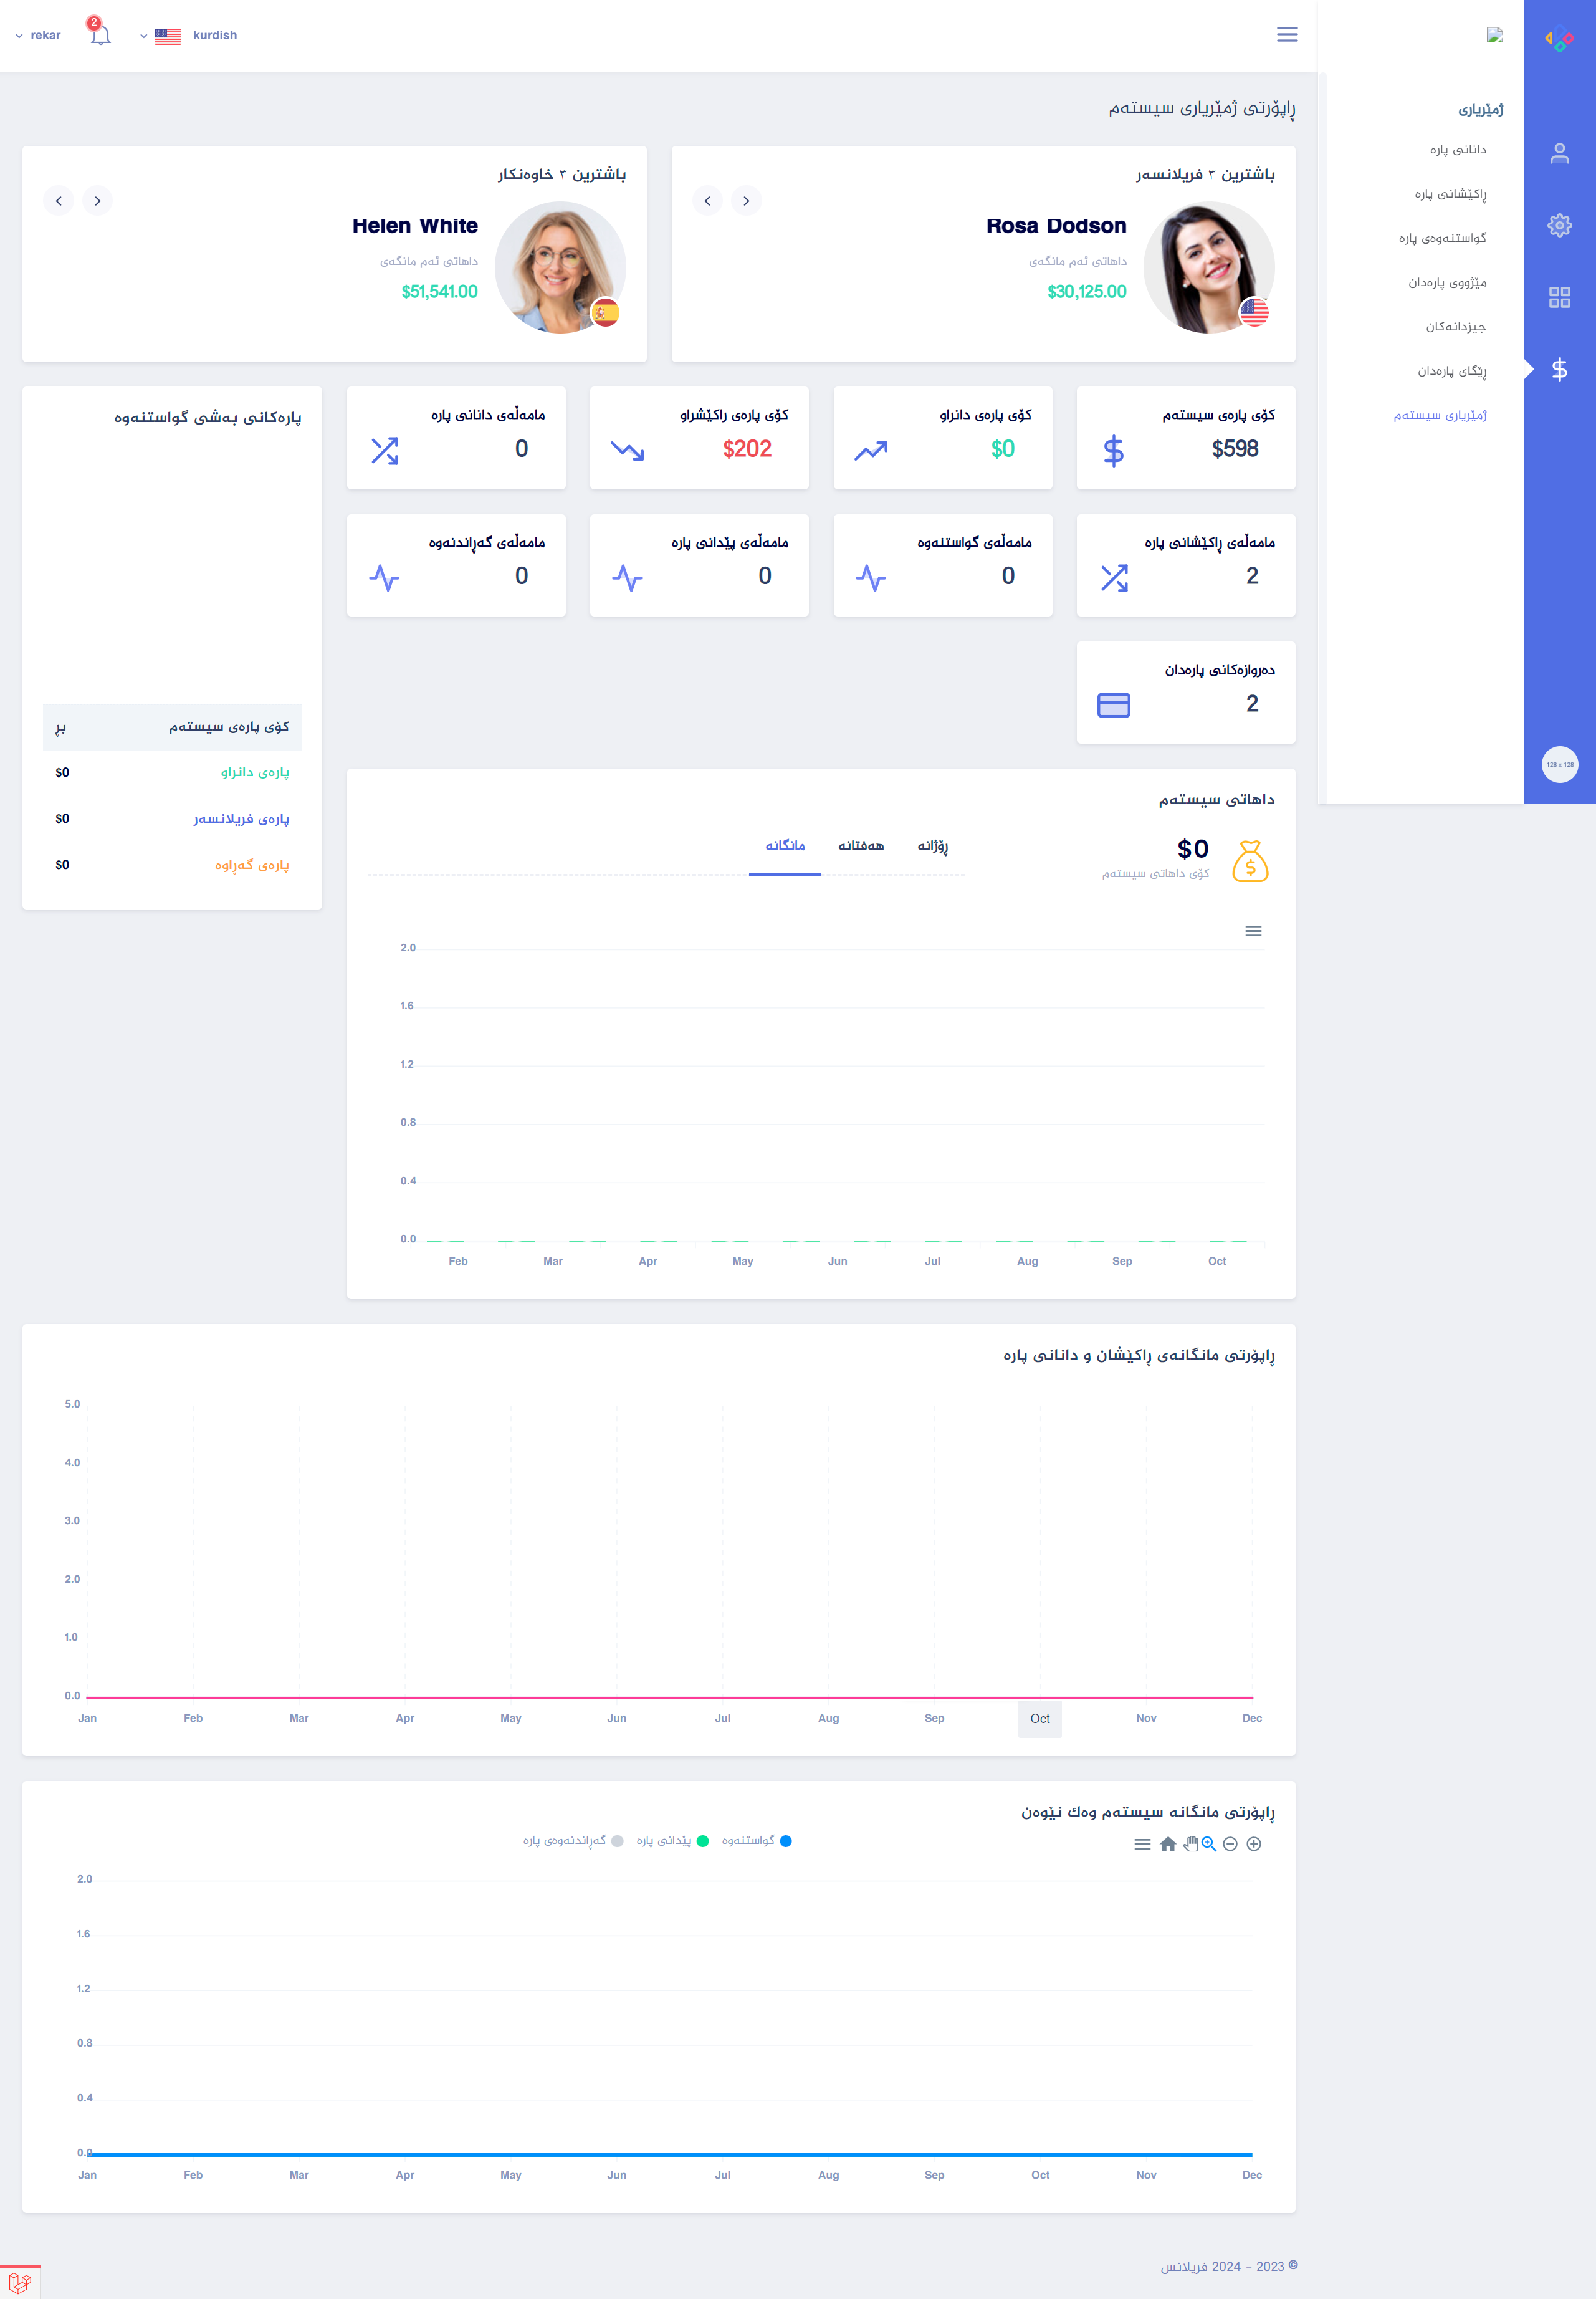 kurdish
2
rekar
ژمێریاری
دانانی پارە
ڕاکێشانی پارە
گواستنەوەی پارە
مێژووی پارەدان
جیزدانەکان
ڕێگای پارەدان
ژمێریاری سیستەم
128 x 128
ڕاپۆرتی ژمێریاری سیستەم
باشترین ٣ فریلانسەر
Rosa Dodson
داهاتی ئەم مانگەی
$30,125.00
باشترین ٣ خاوەنکار
Helen White
داهاتی ئەم مانگەی
$51,541.00
کۆی پارەی سیستەم
$598
کۆی پارەی دانراو
$0
کۆی پارەی راکێشراو
$202
مامەڵەی دانانی پارە
0
مامەڵەی ڕاکێشانی پارە
2
مامەڵەی گواستنەوە
0
مامەڵەی پێدانی پارە
0
مامەڵەی گەڕاندنەوە
0
دەروازەکانی پارەدان
2
پارەکانی بەشی گواستنەوە
کۆی پارەی سیستەم بڕ
پارەی دانراو $0
پارەی فریلانسەر $0
پارەی گەڕاوە $0
داهاتی سیستەم
$0
کۆی داهاتی سیستەم
ڕۆژانە هەفتانە مانگانە
2.0
1.6
1.2
0.8
0.4
0.0
Feb Mar Apr May Jun Jul Aug Sep Oct
ڕاپۆرتی مانگانەی ڕاکێشان و دانانی پارە
5.0
4.0
3.0
2.0
1.0
0.0
Jan Feb Mar Apr May Jun Jul Aug Sep Oct Nov Dec
ڕاپۆرتی مانگانە سیستەم وەك نێوەن
گواستنەوە پێدانی پارە گەڕاندنەوەی پارە
2.0
1.6
1.2
0.8
0.4
0.0
Jan Feb Mar Apr May Jun Jul Aug Sep Oct Nov Dec
© 2023 - 2024 فریلانس